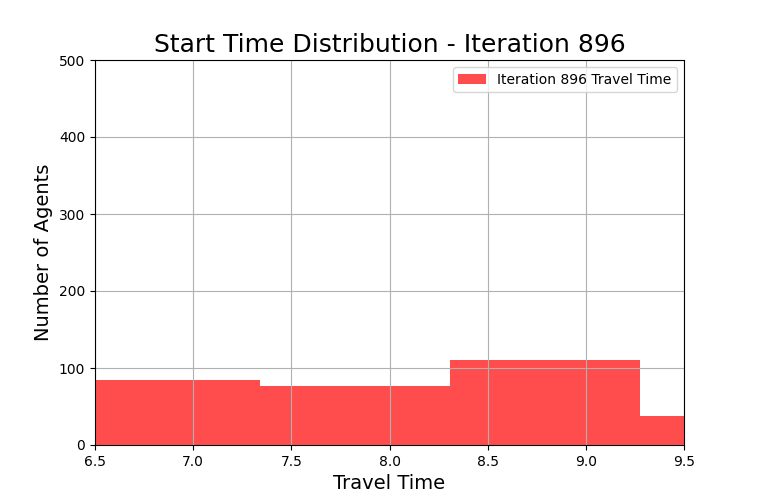 Start Time Distribution - Iteration 896
500
400
300
200
100
0
Number of Agents
Iteration 896 Travel Time
6.5 7.0 7.5 8.0 8.5 9.0 9.5
Travel Time